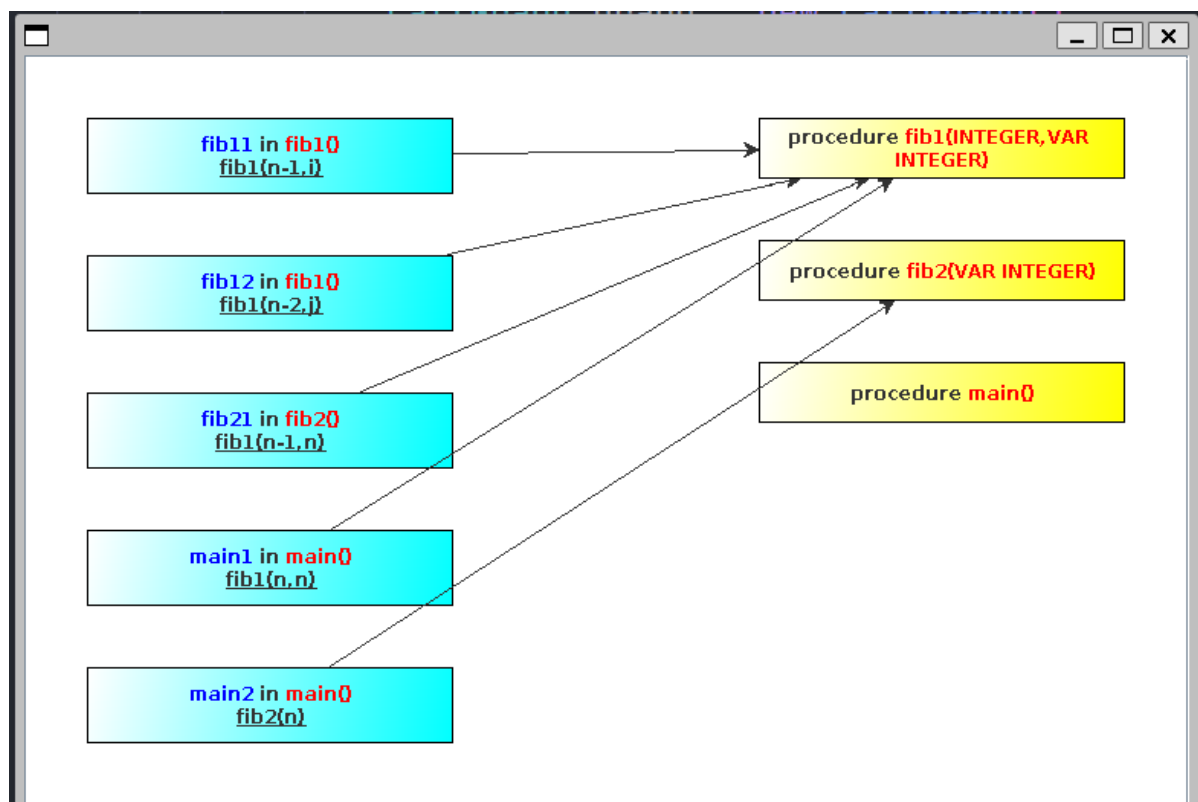 fib11 in fib1()
fib1(n-1,i)
procedure fib1(INTEGER,VAR
INTEGER)
fib12 in fib1()
fib1(n-2,j)
procedure fib2(VAR INTEGER)
procedure main()
fib21 in fib2()
fib1(n-1,n)
main1 in main()
fib1(n,n)
main2 in main()
fib2(n)